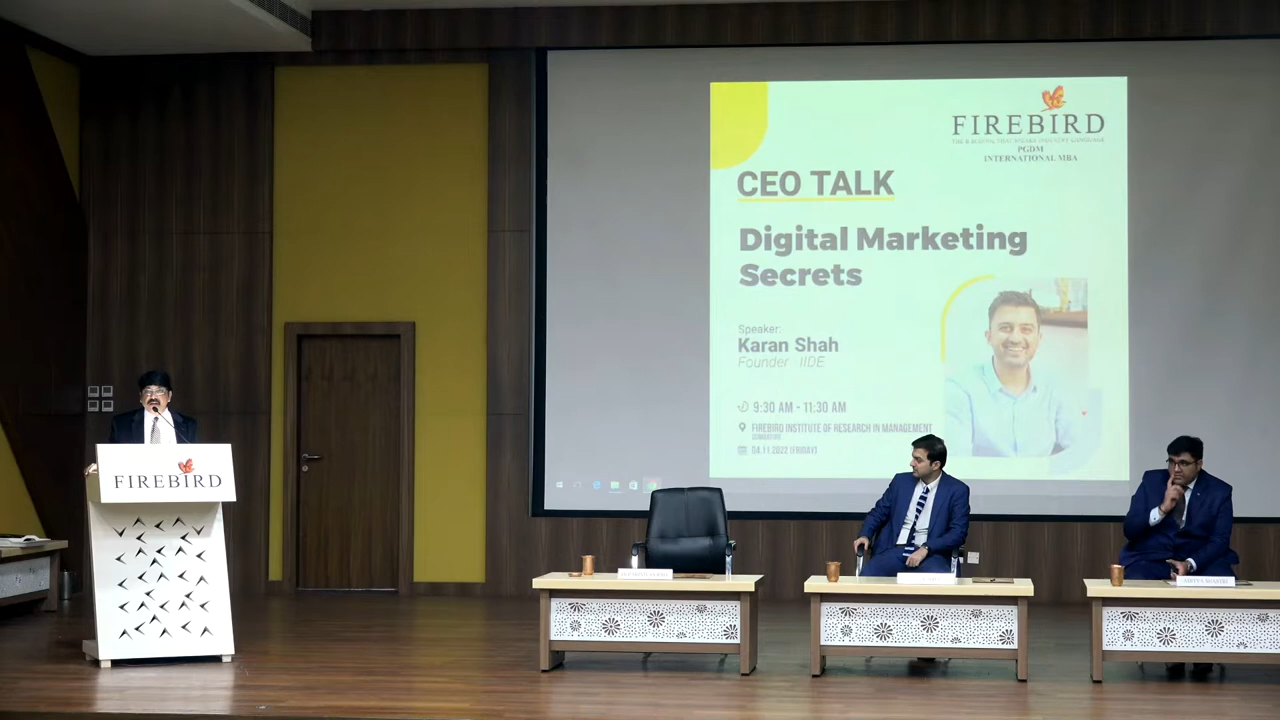 FIREBIRD
PGDM
INTERNATIONAL MBA
CEO TALK
Digital Marketing
Secrets
Speaker:
Karan Shah
Founder IIDE
9:30 AM - 11:30 AM
FIREBIRD INSTITUTE OF RESEARCH IN MANAGEMENT
COIMBATORE
04.11.2022 (FRIDAY)
FIREBIRD